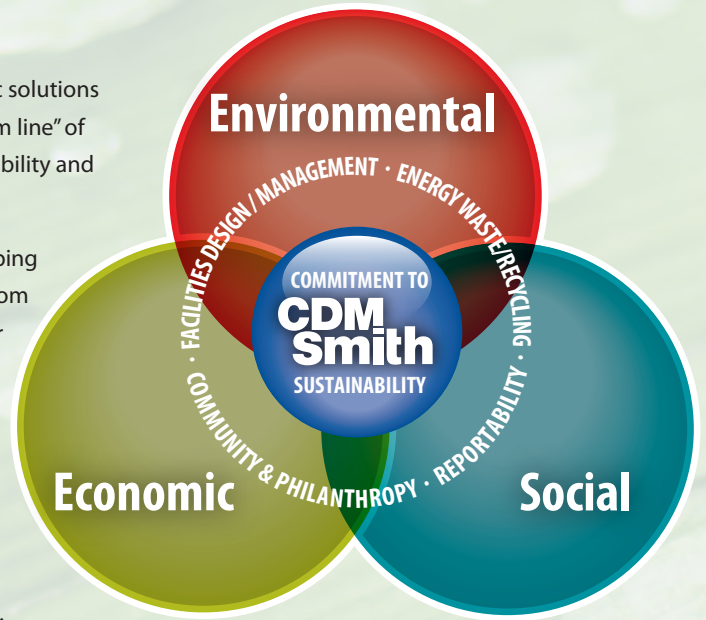 t solutions
m line” of
bility and
ping
om
r
Environmental
· FACILITIES DESIGN / MANAGEMENT · ENERGY WASTE/RECYCLING ·
COMMITMENT TO
CDM
Smith
SUSTAINABILITY
COMMUNITY & PHILANTHROPY · REPORTABILITY ·
Economic
Social